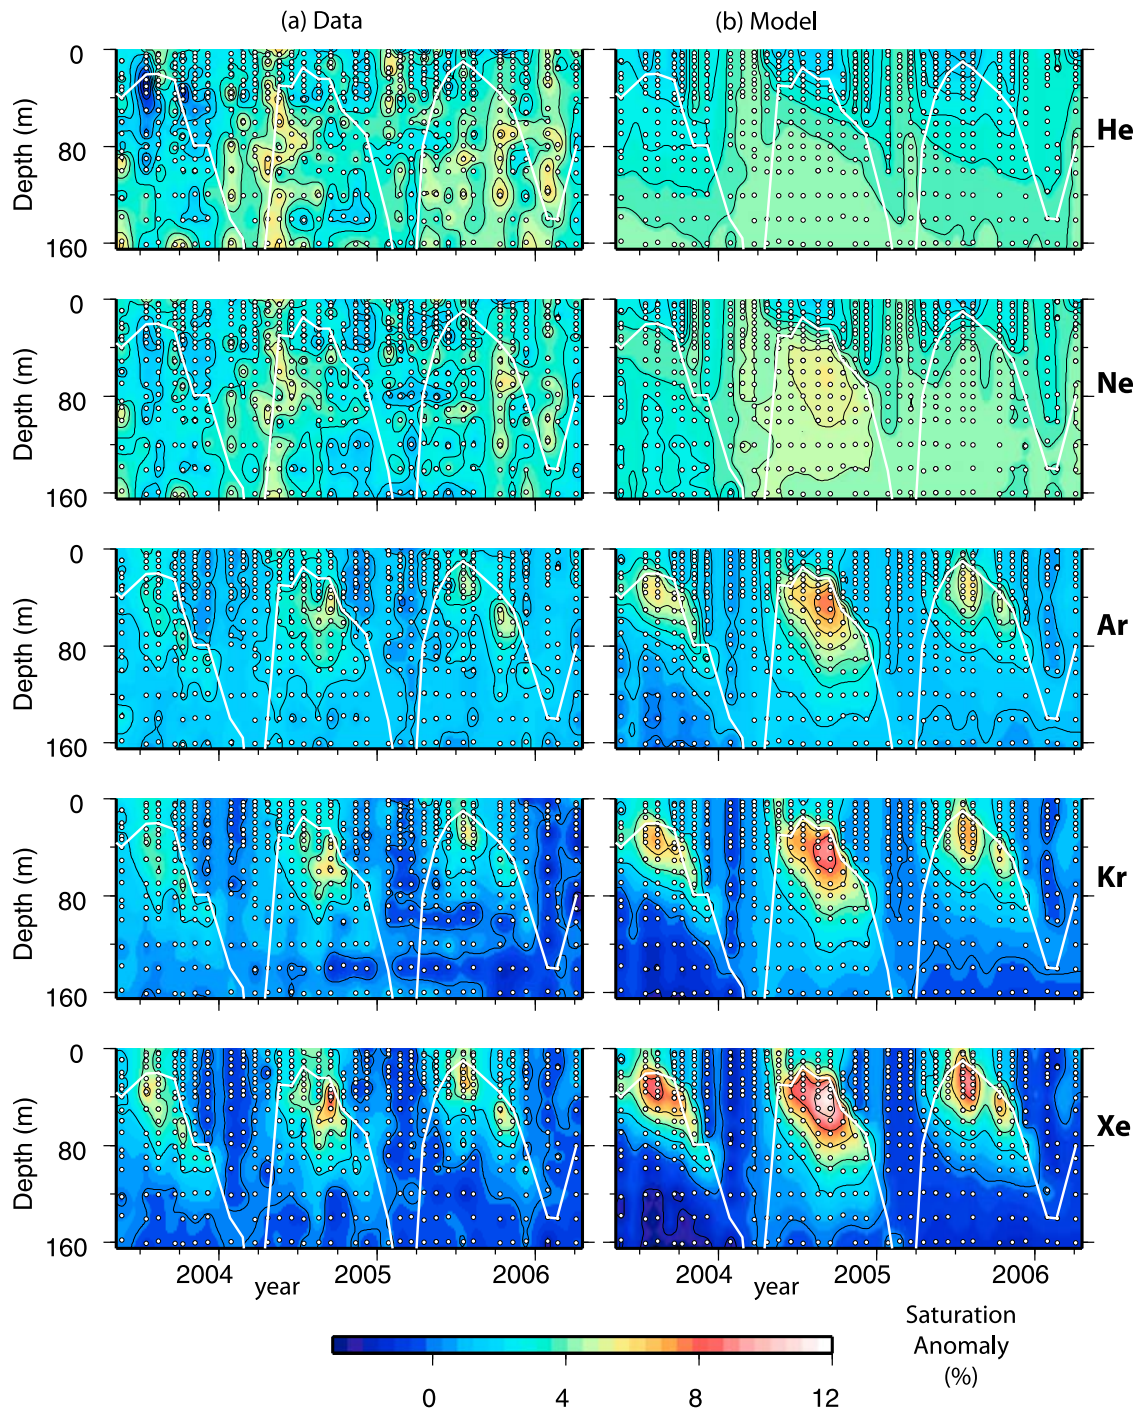 (a) Data (b) Model
0
80
160
Depth (m)
He
0
80
160
Depth (m)
Ne
0
80
160
Depth (m)
Ar
0
80
160
Depth (m)
Kr
0
80
160
Depth (m)
Xe
2004 2005 2006 2004 2005 2006
year year
Saturation
Anomaly
(%)
0 4 8 12